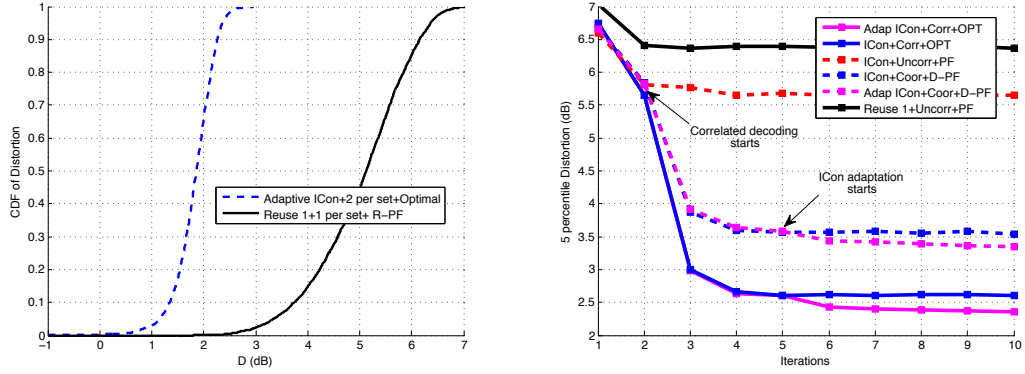 CDF of Distortion
1
0.9
0.8
0.7
0.6
0.5
0.4
0.3
0.2
0.1
0
-1
0
1
2
3
4
5
6
7
D (dB)
Adaptive ICon+2 per set+Optimal
Reuse 1+1 per set+ R-PF
5 percentile Distortion (dB)
7
6.5
6
5.5
5
4.5
4
3.5
3
2.5
2
1
2
3
4
5
6
7
8
9
10
Iterations
Adap ICon+Corr+OPT
ICon+Corr+OPT
ICon+Uncorr+PF
ICon+Coor+D-PF
Adap ICon+Coor+D-PF
Reuse 1+Uncorr+PF
Correlated decoding
starts
ICon adaptation
starts